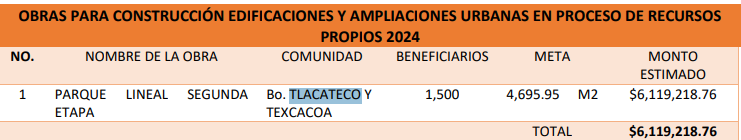 OBRAS PARA CONSTRUCCIÓN EDIFICACIONES Y AMPLIACIONES URBANAS EN PROCESO DE RECURSOS
PROPIOS 2024
NO. NOMBRE DE LA OBRA COMUNIDAD BENEFICIARIOS META MONTO
ESTIMADO
1 PARQUE LINEAL SEGUNDA Bo. TLACATECO Y 1,500 4,695.95 M2 $6,119,218.76
ETAPA TEXCACOA
TOTAL $6,119,218.76